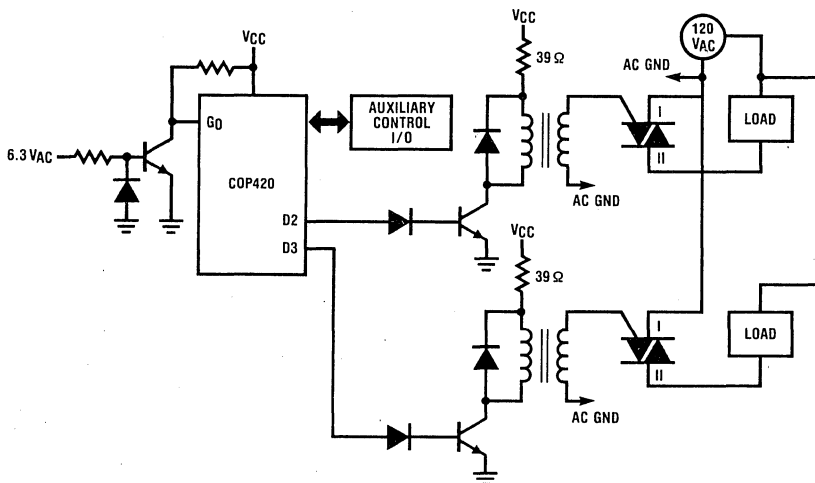 VCC
G0
6.3 VAC
COP420
D2
D3
AUXILIARY
CONTROL
I/O
VCC
39 Ω
AC GND
I
II
120
VAC
AC GND
LOAD
VCC
39 Ω
AC GND
I
II
LOAD